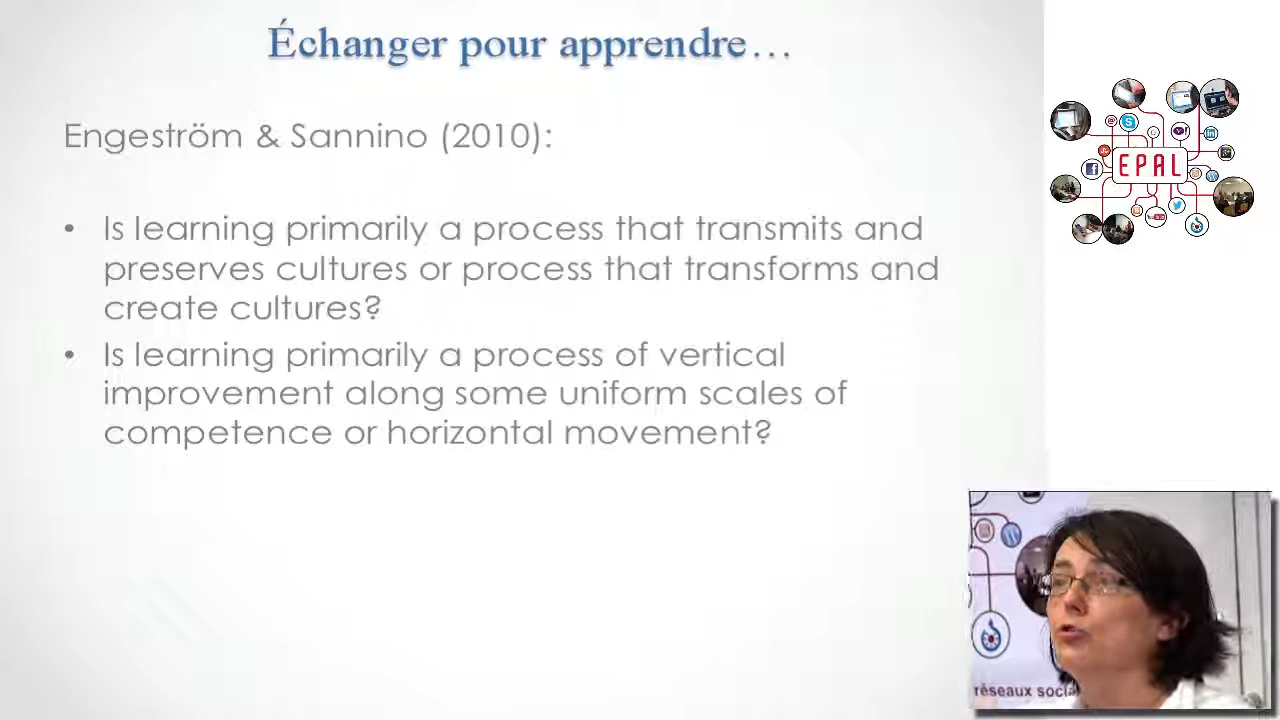 Échanger pour apprendre…
Engeström & Sannino (2010):
• Is learning primarily a process that transmits and
preserves cultures or process that transforms and
create cultures?
• Is learning primarily a process of vertical
improvement along some uniform scales of
competence or horizontal movement?
EPAL
réseaux socia